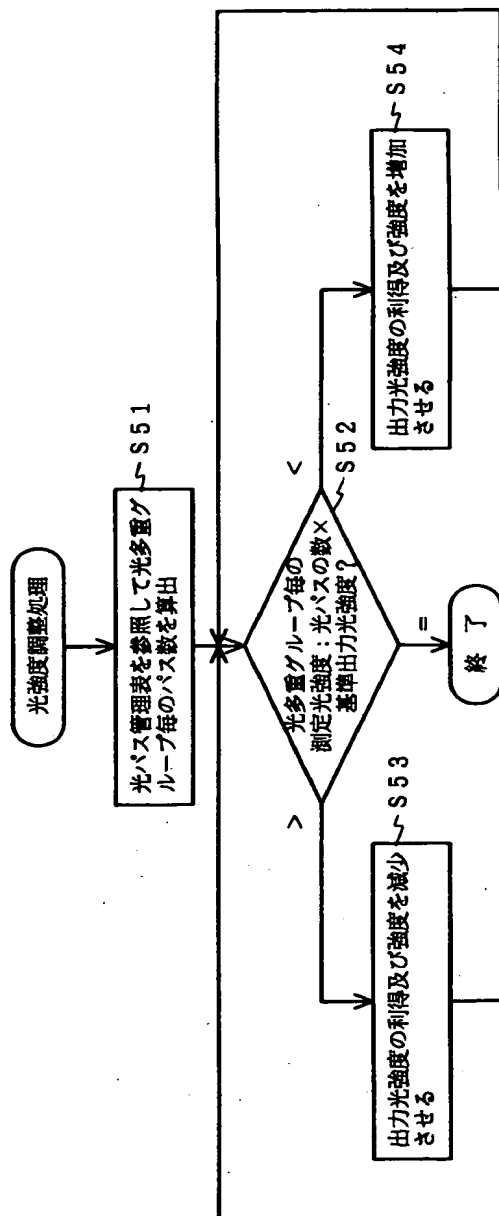 光強度調整処理
光パス管理表を参照して光多重グ
ループ毎のパス数を算出
S51
光多重グループ毎の
測定光強度：光パスの数×
基準出力光強度？
S52
>
<
=
出力光強度の利得及び強度を減少
させる
S53
出力光強度の利得及び強度を増加
させる
S54
終了